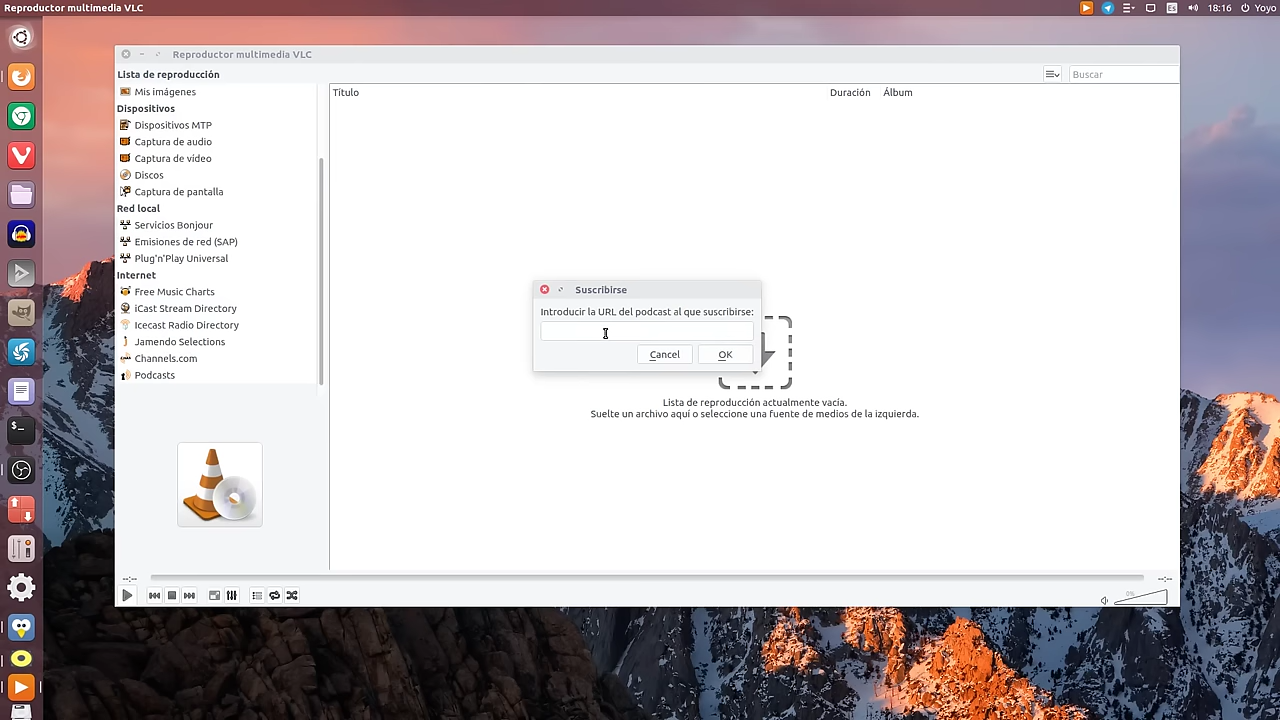 Reproductor multimedia VLC
Es
18:16
Yoyo
Reproductor multimedia VLC
Lista de reproducción
Buscar
Mis imágenes
Dispositivos
Dispositivos MTP
Captura de audio
Captura de vídeo
Discos
Captura de pantalla
Red local
Servicios Bonjour
Emisiones de red (SAP)
Plug'n'Play Universal
Internet
Free Music Charts
iCast Stream Directory
Icecast Radio Directory
Jamendo Selections
Channels.com
Podcasts
Título
Duración
Álbum
Suscribirse
Introducir la URL del podcast al que suscribirse:
Cancel
OK
Lista de reproducción actualmente vacía.
Suelte un archivo aquí o seleccione una fuente de medios de la izquierda.
--:--
--:--
0%